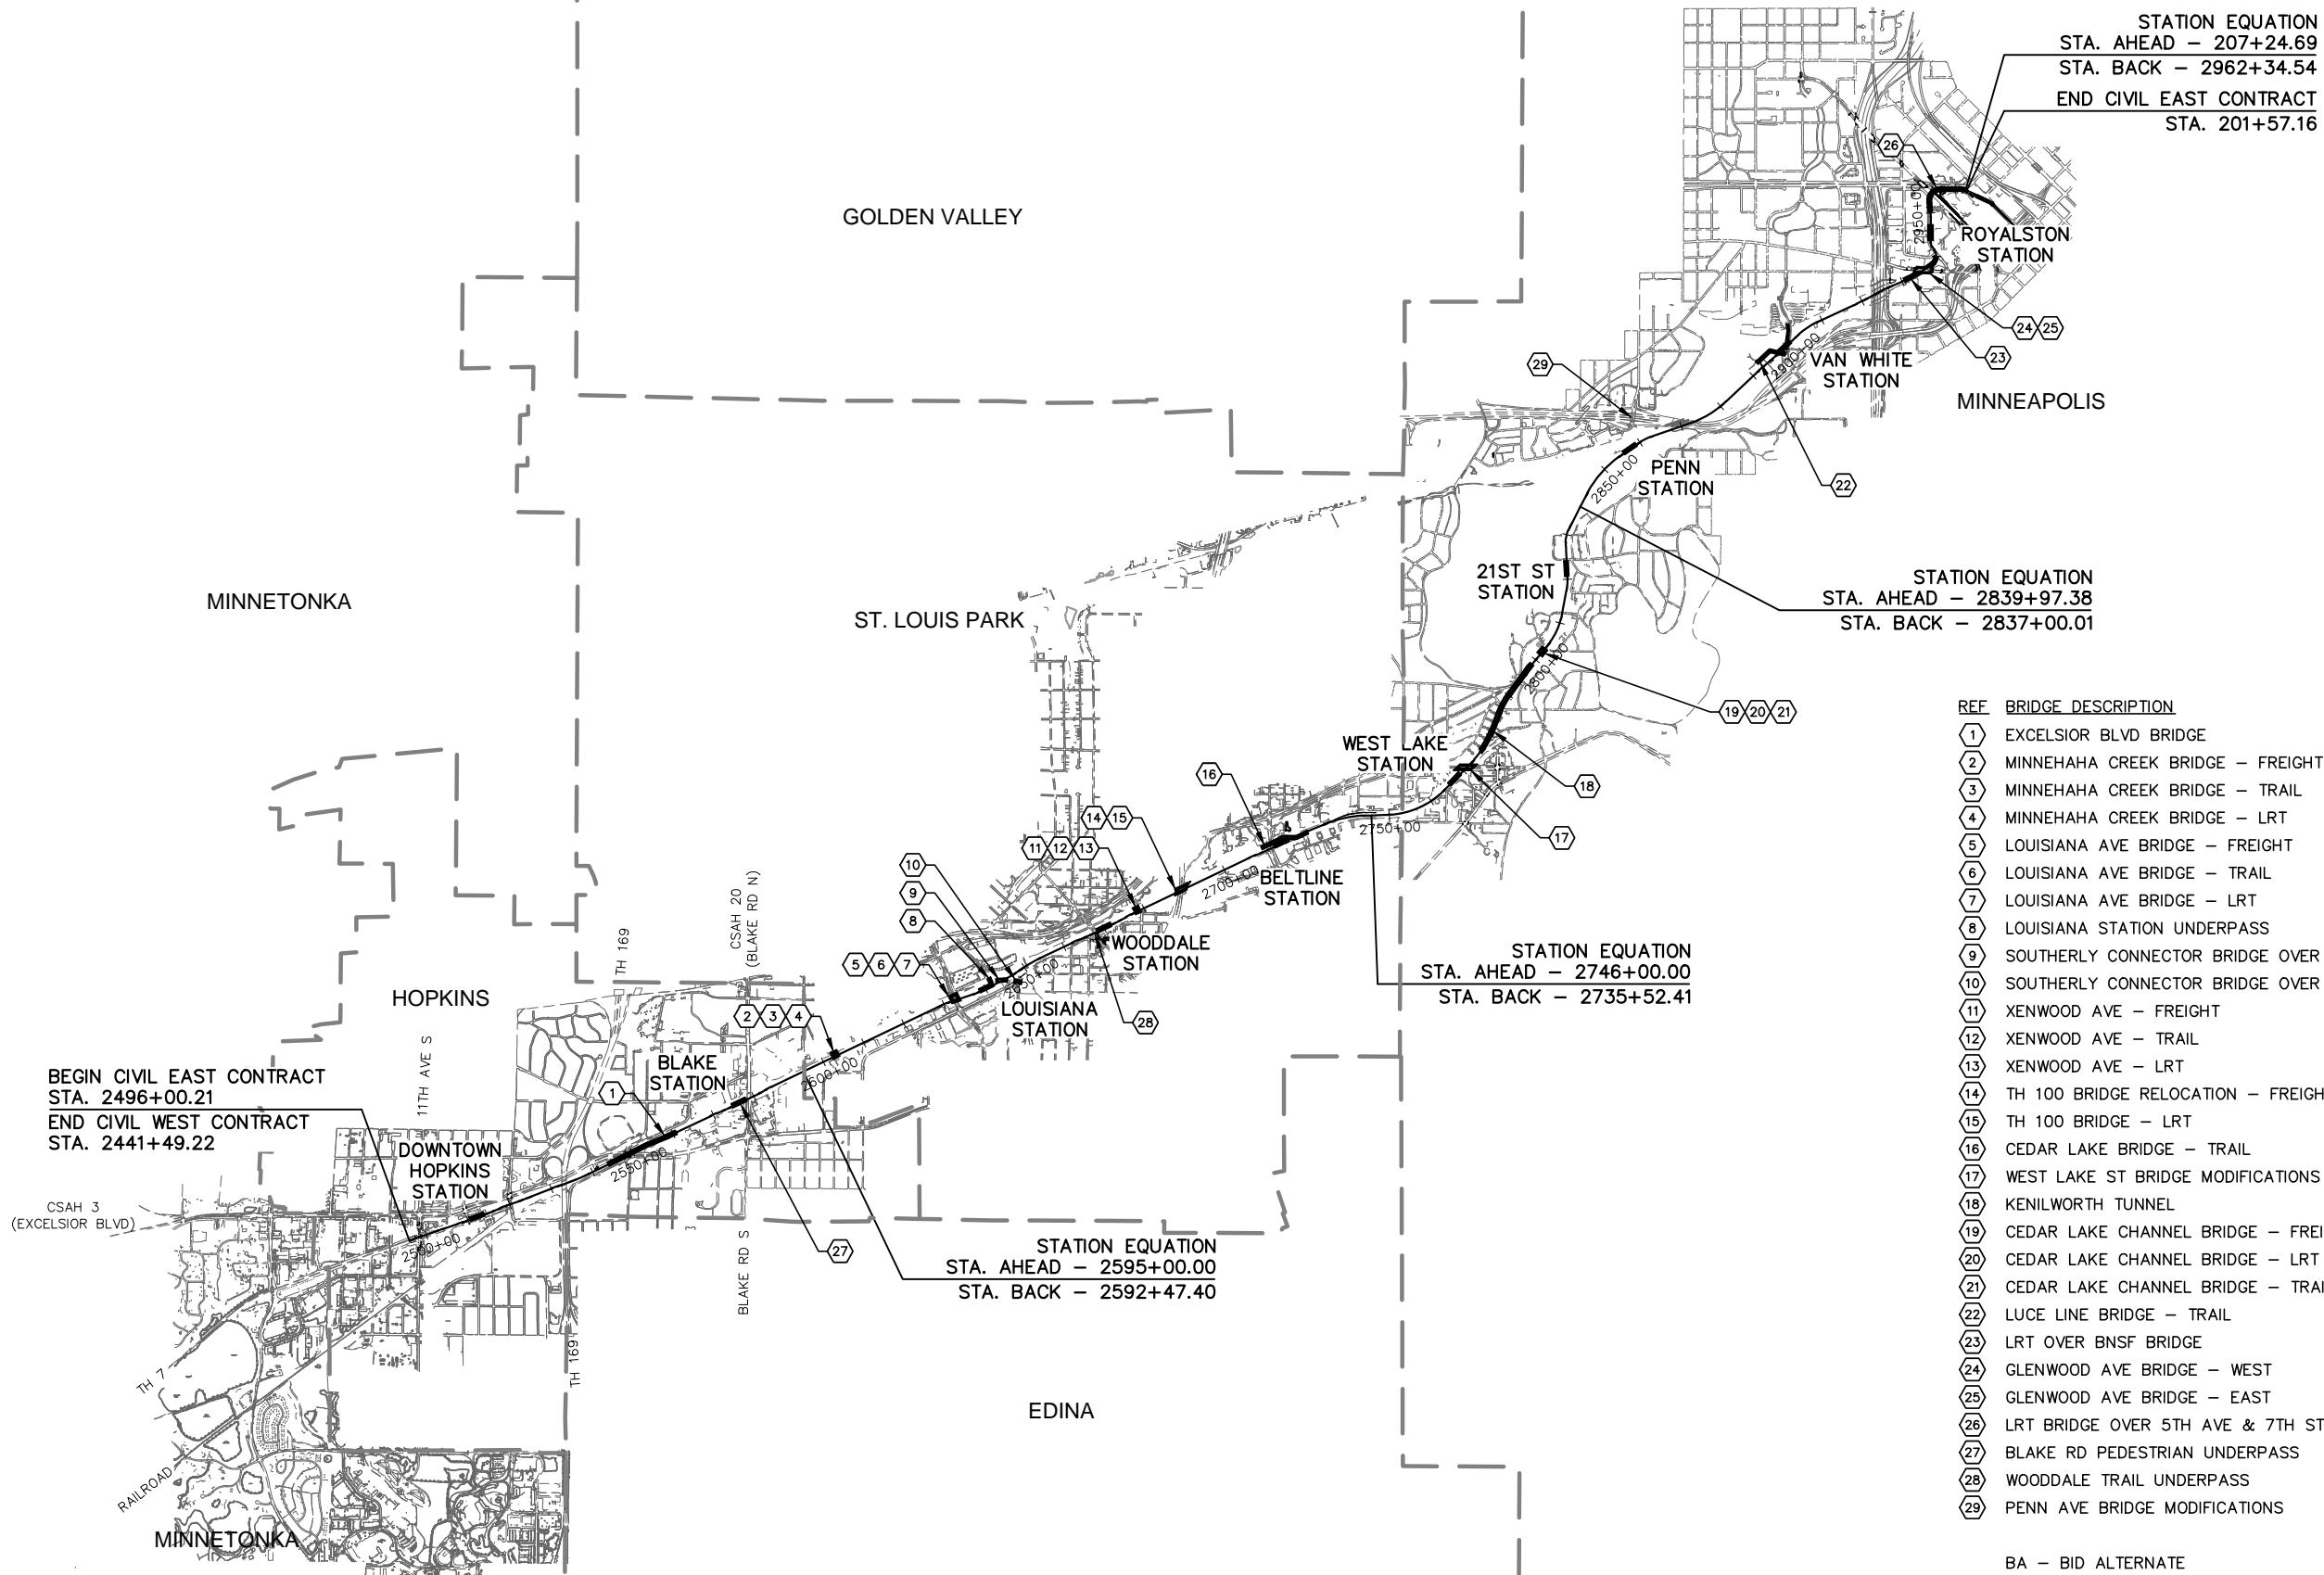 STATION EQUATION
STA. AHEAD – 207+24.69
STA. BACK – 2962+34.54
END CIVIL EAST CONTRACT
STA. 201+57.16
26
2950+00
ROYALSTON
STATION
GOLDEN VALLEY
24
25
23
VAN WHITE
STATION
2900+00
29
MINNEAPOLIS
PENN
STATION
2850+00
22
21ST ST
STATION
STATION EQUATION
STA. AHEAD – 2839+97.38
STA. BACK – 2837+00.01
MINNETONKA
ST. LOUIS PARK
2800+00
19
20
21
WEST LAKE
STATION
16
18
17
2750+00
14
15
11
12
13
2700+00
BELTLINE
STATION
10
9
8
WOODDALE
STATION
5
6
7
2650+00
LOUISIANA
STATION
28
STATION EQUATION
STA. AHEAD – 2746+00.00
STA. BACK – 2735+52.41
CSAH 20
(BLAKE RD N)
TH 169
HOPKINS
2
3
4
2600+00
BLAKE
STATION
1
11TH AVE S
BEGIN CIVIL EAST CONTRACT
STA. 2496+00.21
END CIVIL WEST CONTRACT
STA. 2441+49.22
DOWNTOWN
HOPKINS
STATION
2550+00
2500+00
CSAH 3
(EXCELSIOR BLVD)
27
BLAKE RD S
STATION EQUATION
STA. AHEAD – 2595+00.00
STA. BACK – 2592+47.40
TH 169
TH 7
EDINA
RAILROAD
MINNETONKA
REF BRIDGE DESCRIPTION
1 EXCELSIOR BLVD BRIDGE
2 MINNEHAHA CREEK BRIDGE – FREIGHT
3 MINNEHAHA CREEK BRIDGE – TRAIL
4 MINNEHAHA CREEK BRIDGE – LRT
5 LOUISIANA AVE BRIDGE – FREIGHT
6 LOUISIANA AVE BRIDGE – TRAIL
7 LOUISIANA AVE BRIDGE – LRT
8 LOUISIANA STATION UNDERPASS
9 SOUTHERLY CONNECTOR BRIDGE OVER
10 SOUTHERLY CONNECTOR BRIDGE OVER
11 XENWOOD AVE – FREIGHT
12 XENWOOD AVE – TRAIL
13 XENWOOD AVE – LRT
14 TH 100 BRIDGE RELOCATION – FREIGH
15 TH 100 BRIDGE – LRT
16 CEDAR LAKE BRIDGE – TRAIL
17 WEST LAKE ST BRIDGE MODIFICATIONS
18 KENILWORTH TUNNEL
19 CEDAR LAKE CHANNEL BRIDGE – FREI
20 CEDAR LAKE CHANNEL BRIDGE – LRT
21 CEDAR LAKE CHANNEL BRIDGE – TRAI
22 LUCE LINE BRIDGE – TRAIL
23 LRT OVER BNSF BRIDGE
24 GLENWOOD AVE BRIDGE – WEST
25 GLENWOOD AVE BRIDGE – EAST
26 LRT BRIDGE OVER 5TH AVE & 7TH ST
27 BLAKE RD PEDESTRIAN UNDERPASS
28 WOODDALE TRAIL UNDERPASS
29 PENN AVE BRIDGE MODIFICATIONS
BA – BID ALTERNATE